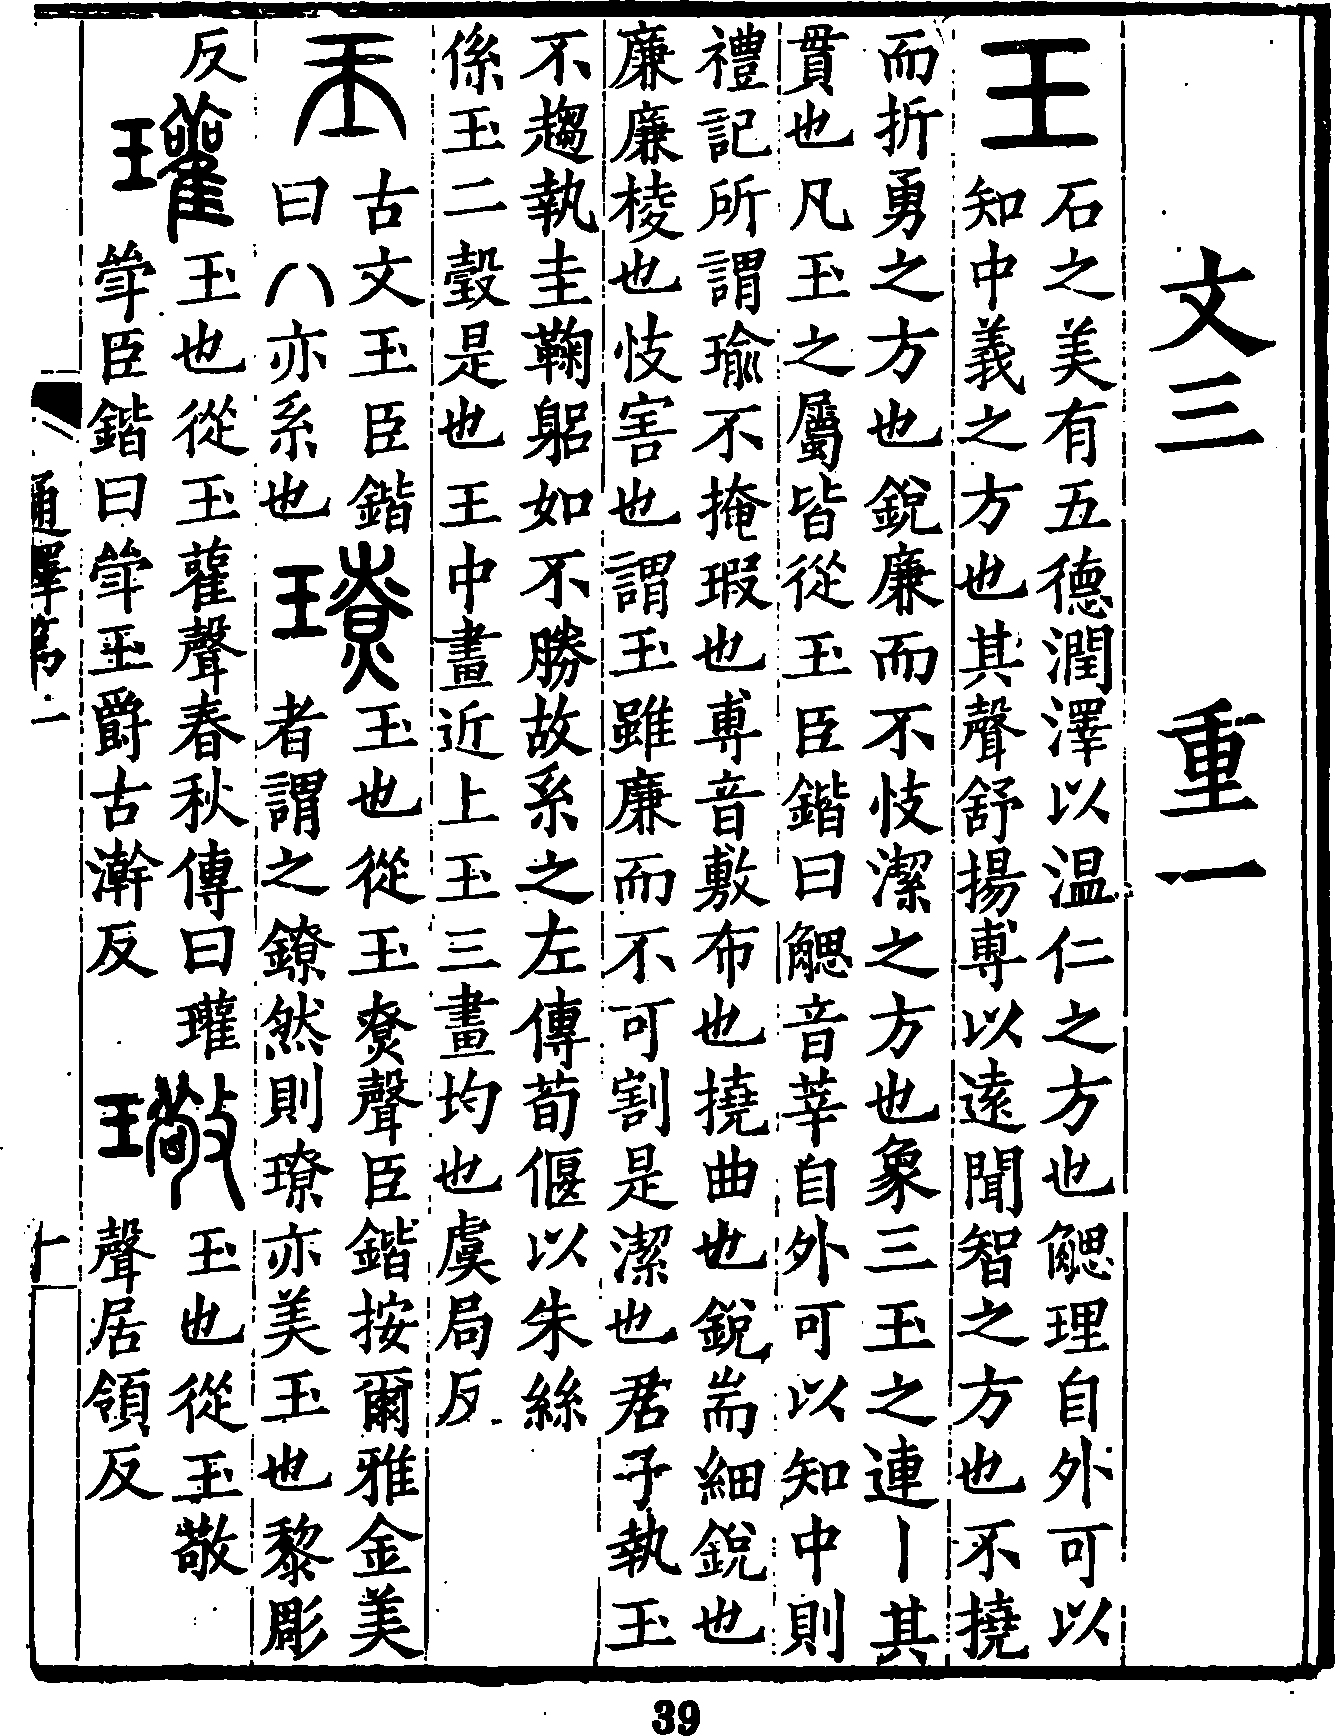 文三　重一
王
石之美有五德潤澤以温仁之方也䚡理自外可以
知中義之方也其聲舒揚尃以遠聞智之方也不撓
而折勇之方也銳廉而不忮潔之方也象三玉之連丨其
貫也凡玉之屬皆從玉臣鍇曰䚡音莘自外可以知中則
禮記所謂瑜不掩瑕也尃音敷布也撓曲也銳耑細銳也
廉廉棱也忮害也謂玉雖廉而不可割是潔也君子執玉
不趨執圭鞠躬如不勝故系之左傳荀偃以朱絲
係玉二瑴是也王中畫近上玉三畫均也虞局反
古文玉臣鍇
曰八亦系也
璙
玉也從玉尞聲臣鍇按爾雅金美
者謂之鐐然則璙亦美玉也黎彫
反
瓘
玉也從玉雚聲春秋傳曰瓘
斝臣鍇曰斝玉爵古瀚反
璥
玉也從玉敬
聲居領反
通釋篇一
十
39